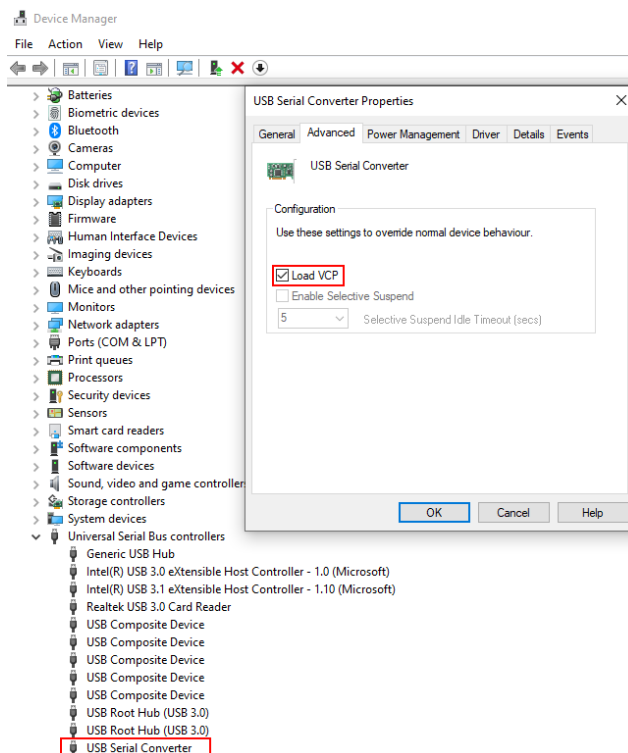 Device Manager
File Action View Help
Batteries
Biometric devices
Bluetooth
Cameras
Computer
Disk drives
Display adapters
Firmware
Human Interface Devices
Imaging devices
Keyboards
Mice and other pointing devices
Monitors
Network adapters
Ports (COM & LPT)
Print queues
Processors
Security devices
Sensors
Smart card readers
Software components
Software devices
Sound, video and game controller
Storage controllers
System devices
Universal Serial Bus controllers
Generic USB Hub
Intel(R) USB 3.0 eXtensible Host Controller - 1.0 (Microsoft)
Intel(R) USB 3.1 eXtensible Host Controller - 1.10 (Microsoft)
Realtek USB 3.0 Card Reader
USB Composite Device
USB Composite Device
USB Composite Device
USB Composite Device
USB Composite Device
USB Root Hub (USB 3.0)
USB Root Hub (USB 3.0)
USB Serial Converter
USB Serial Converter Properties
General Advanced Power Management Driver Details Events
USB Serial Converter
Configuration
Use these settings to override normal device behaviour.
Load VCP
Enable Selective Suspend
5 Selective Suspend Idle Timeout (secs)
OK Cancel Help